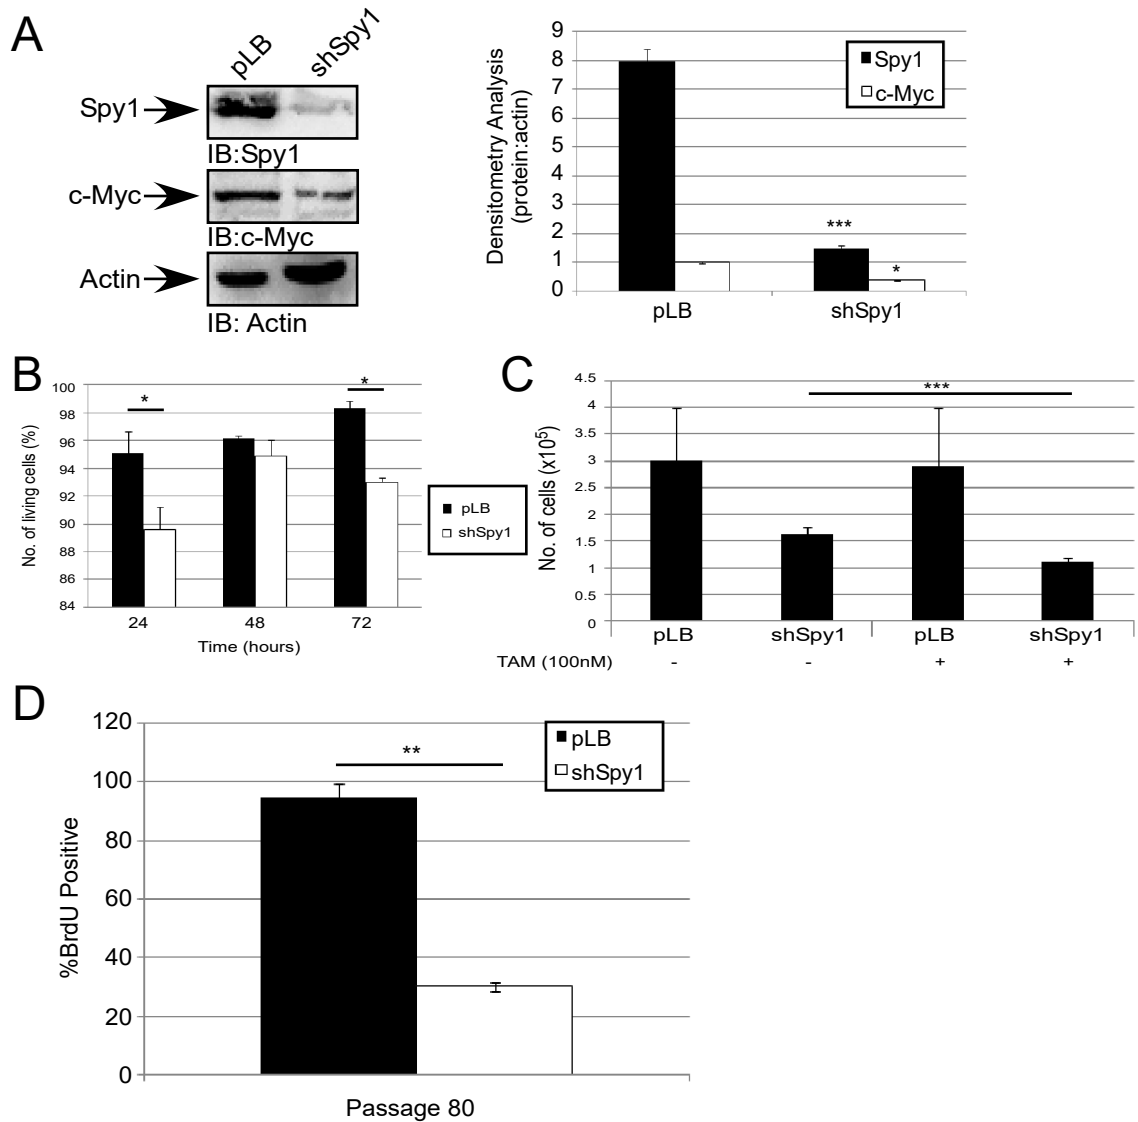 A
pLB
shSpy1
Spy1
IB:Spy1
c-Myc
IB:c-Myc
Actin
IB: Actin
Densitometry Analysis
(protein:actin)
9
8
7
6
5
4
3
2
1
0
Spy1
c-Myc
***
*
pLB
shSpy1
B
No. of living cells (%)
100
98
96
94
92
90
88
86
84
*
*
pLB
shSpy1
24
48
72
Time (hours)
C
No. of cells (x10⁵)
4.5
4
3.5
3
2.5
2
1.5
1
0.5
0
***
pLB
shSpy1
pLB
shSpy1
TAM (100nM) - - + +
D
%BrdU Positive
120
100
80
60
40
20
0
**
pLB
shSpy1
Passage 80